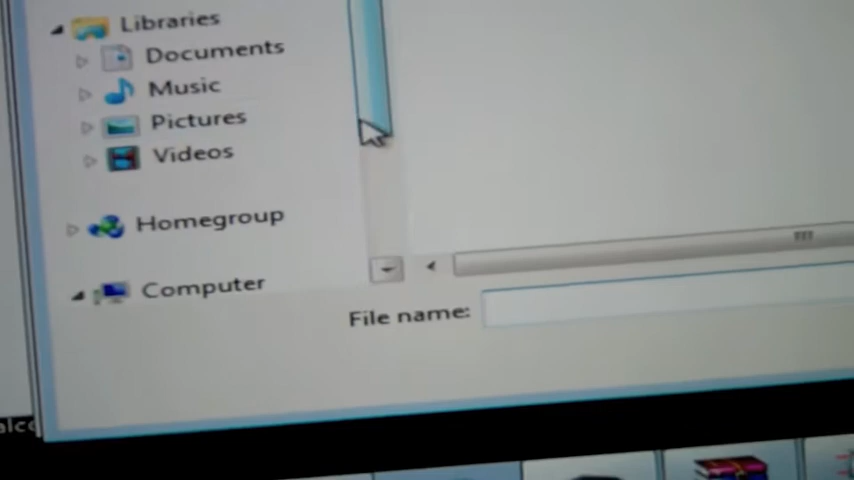 Libraries
Documents
Music
Pictures
Videos
Homegroup
Computer
File name: